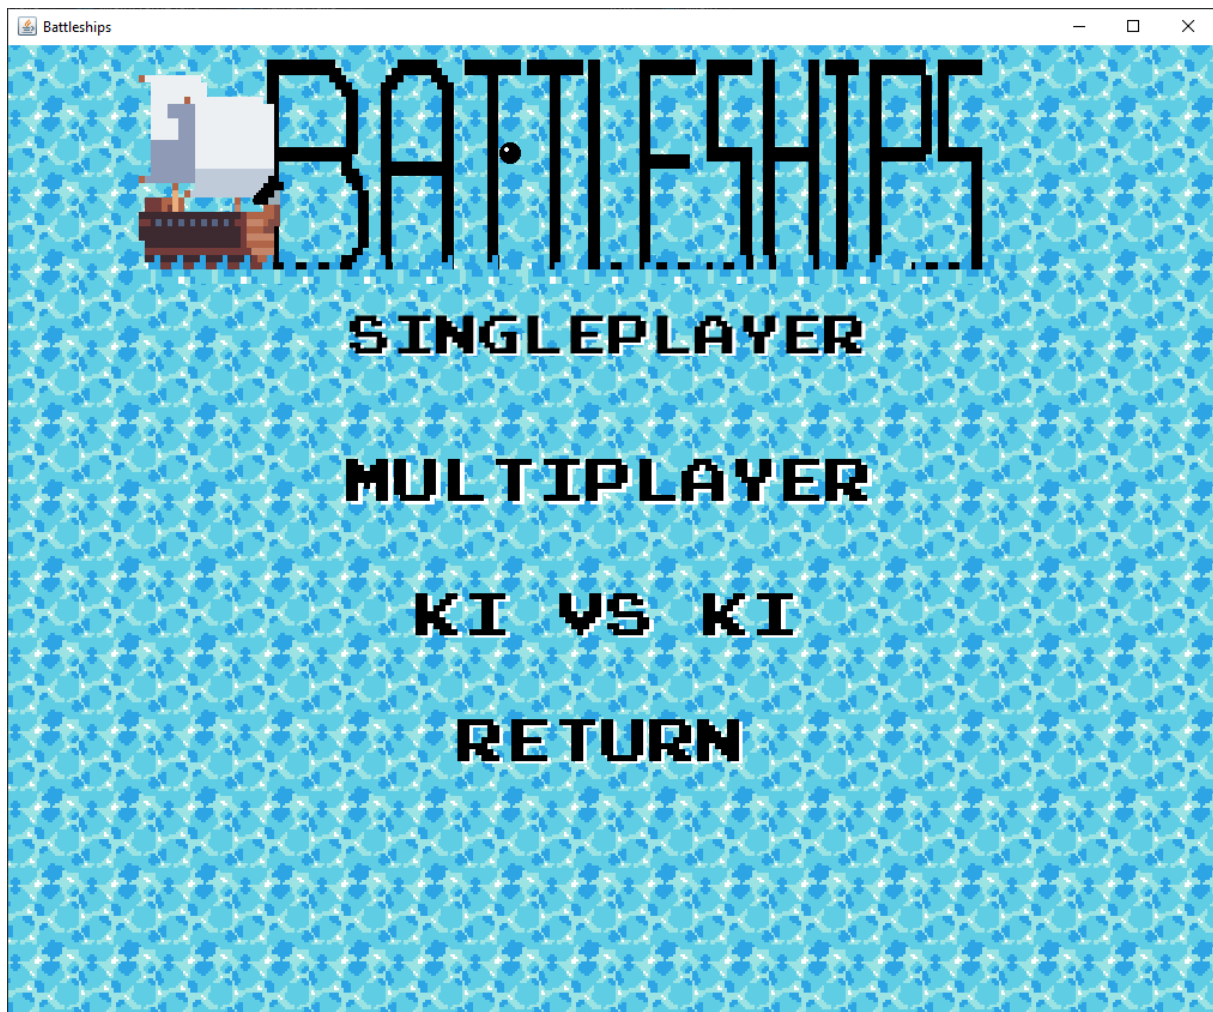 Battleships
BATTLESHIPS
SINGLEPLAYER
MULTIPLAYER
KI VS KI
RETURN